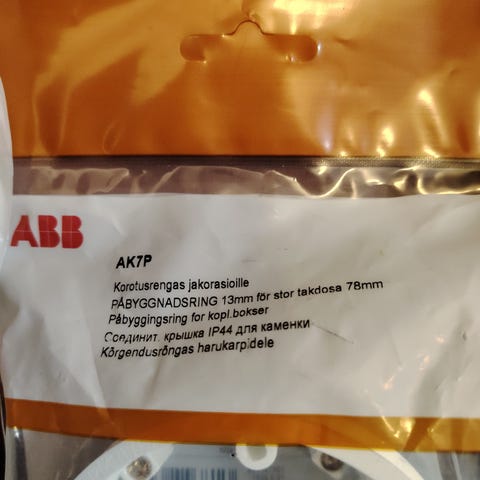 ABB
AK7P
Korotusrengas jakorasioille
PÅBYGGNADSRING 13mm för stor takdosa 78mm
Påbyggingsring for kopl.bokser
Соединит. крышка IP44 для каменки
Kõrgendusrõngas harukarpidele